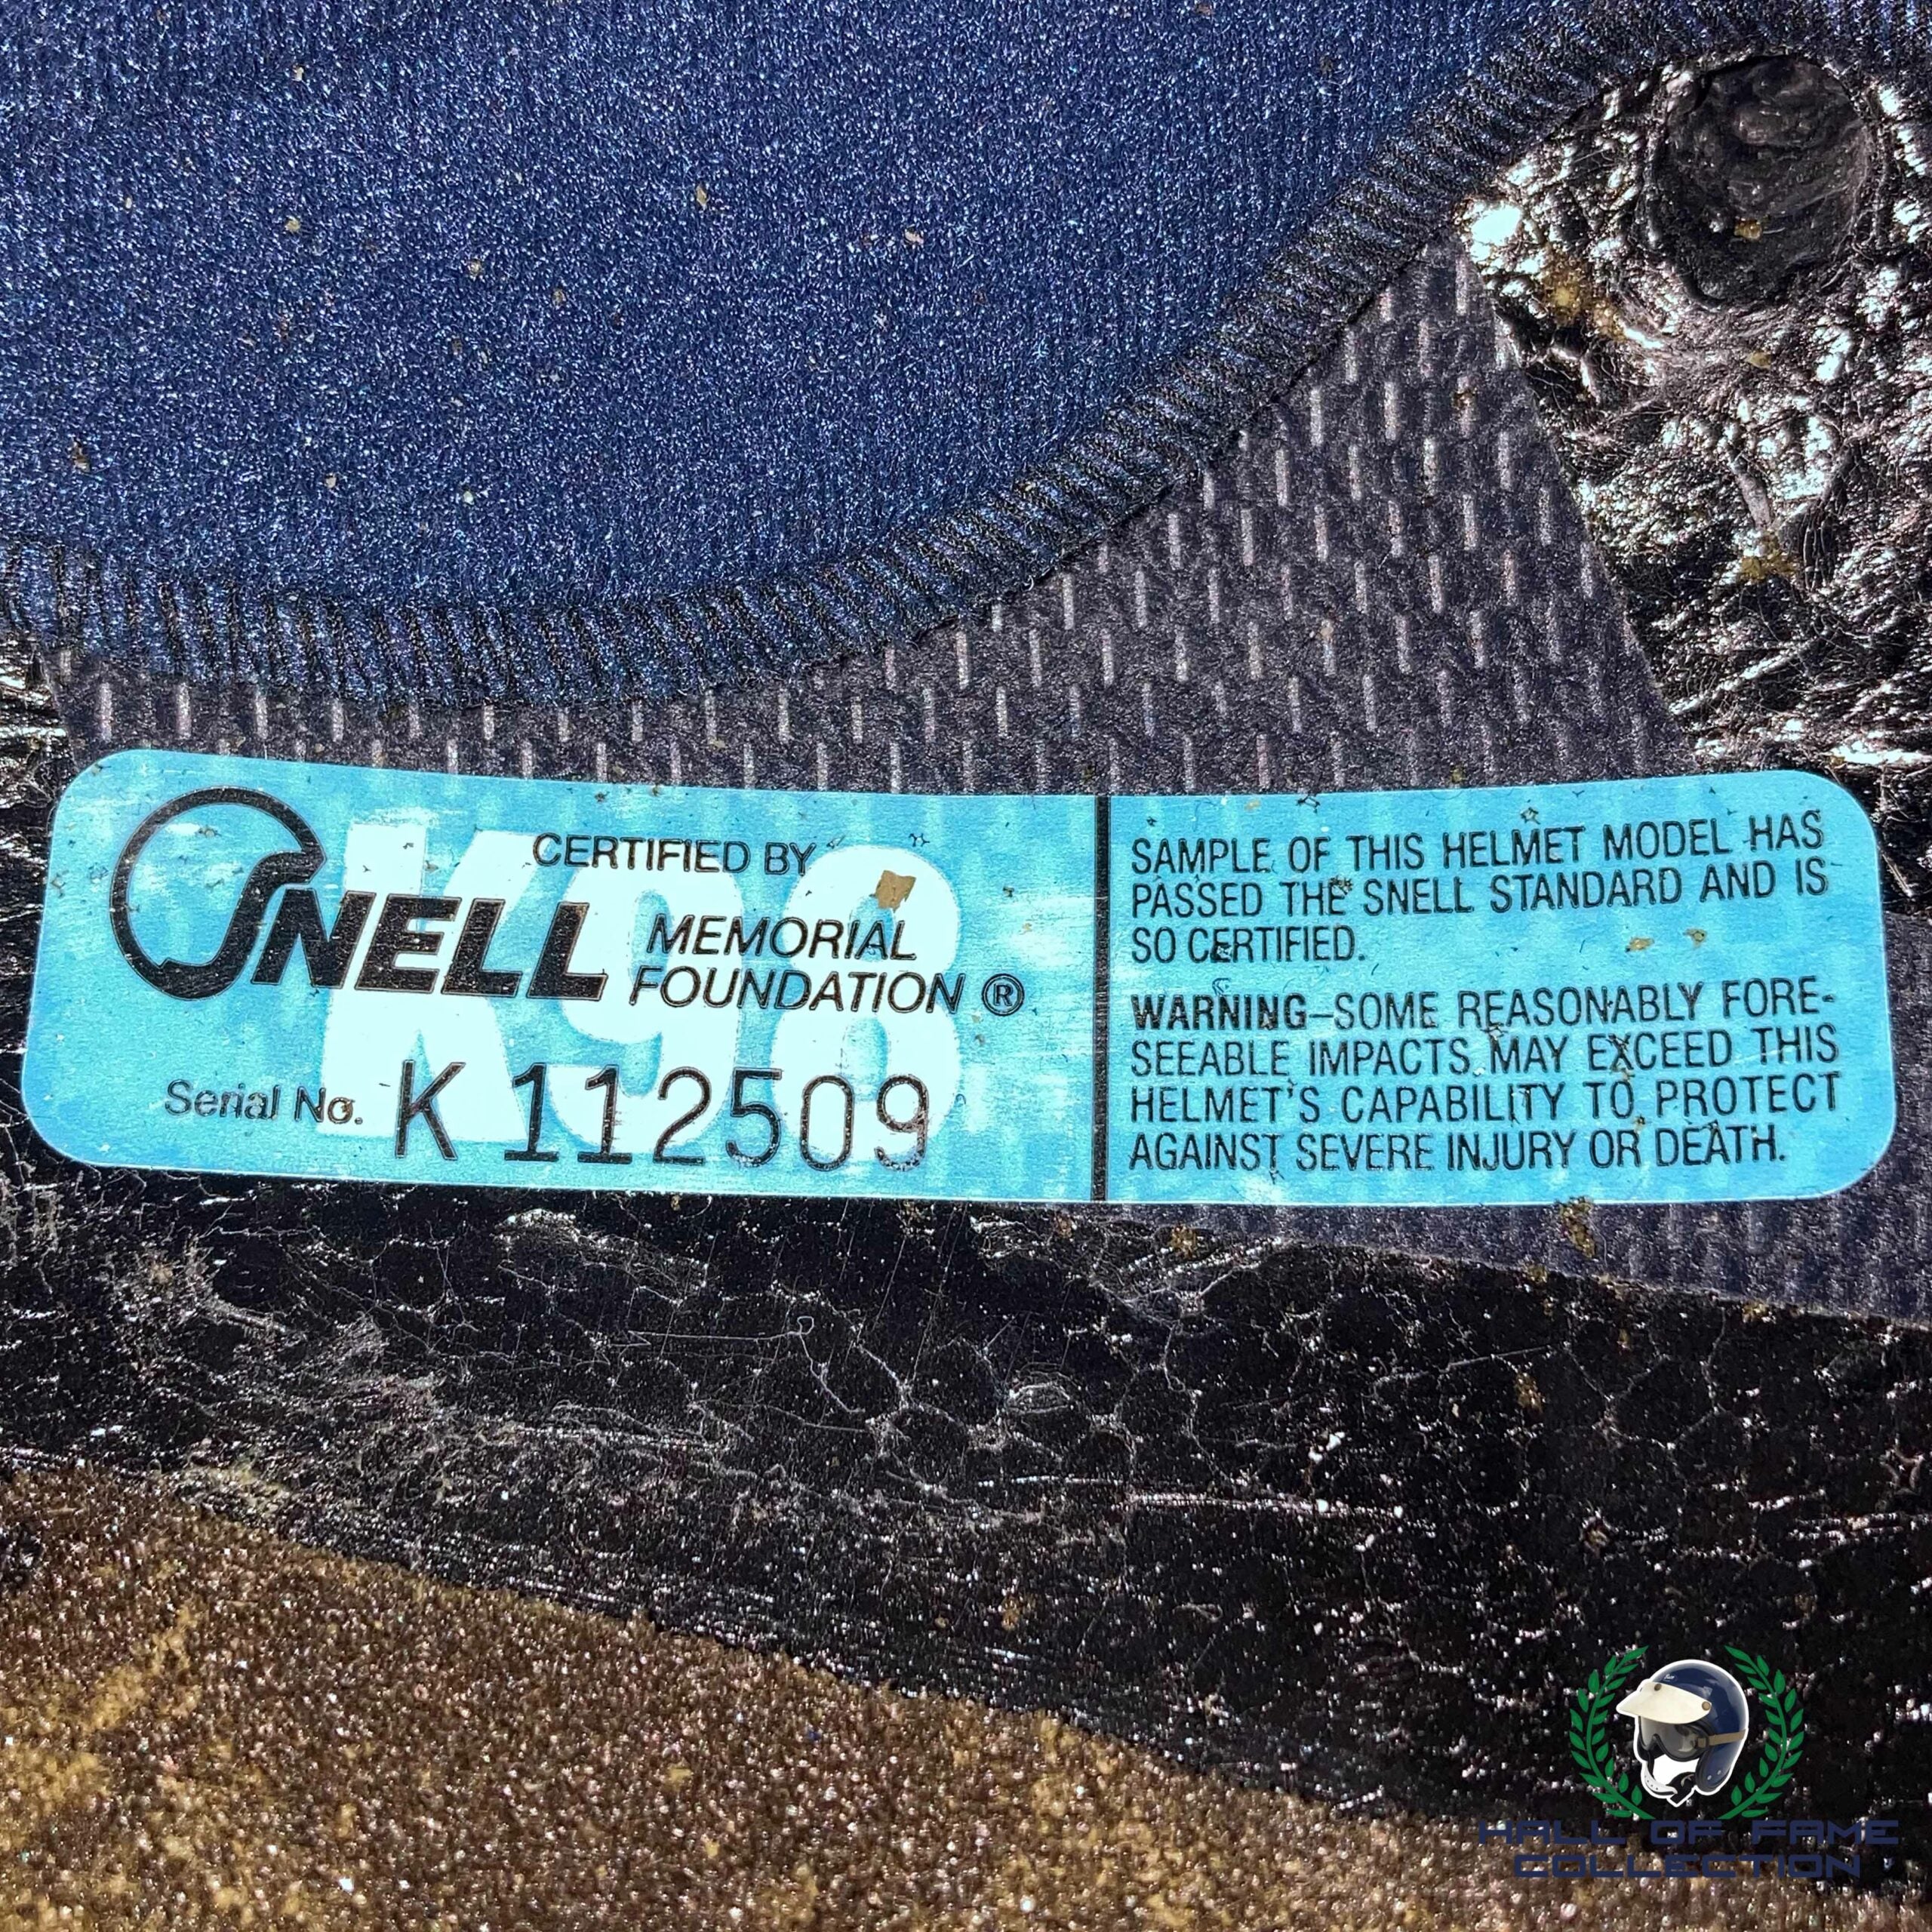 K98
CERTIFIED BY
SNELL MEMORIAL
FOUNDATION ®
Serial No. K 112509
SAMPLE OF THIS HELMET MODEL HAS
PASSED THE SNELL STANDARD AND IS
SO CERTIFIED.
WARNING–SOME REASONABLY FORE-
SEEABLE IMPACTS MAY EXCEED THIS
HELMET'S CAPABILITY TO PROTECT
AGAINST SEVERE INJURY OR DEATH.
HALL OF FAME
COLLECTION